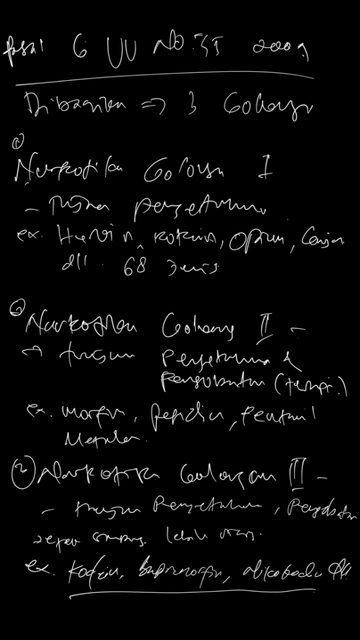 pasal 6 UU No. 35 2009
Dibagikan => 3 Golongan
1)
Narkotika Golongan I
- Tujuan pengetahuan
ex. Heroin, kokain, Opium, Ganja
dll. 68 Jenis
2)
Narkotika Golongan II -
→ tujuan Pengetahuan &
Pengobatan (terapi.)
ex. morfin, petidin, fentanil
Metadon.
Narkotika Golongan III -
- tujuan Pengetahuan, Pengobatan
lebih
ex. kodein, buprenorfin, dll